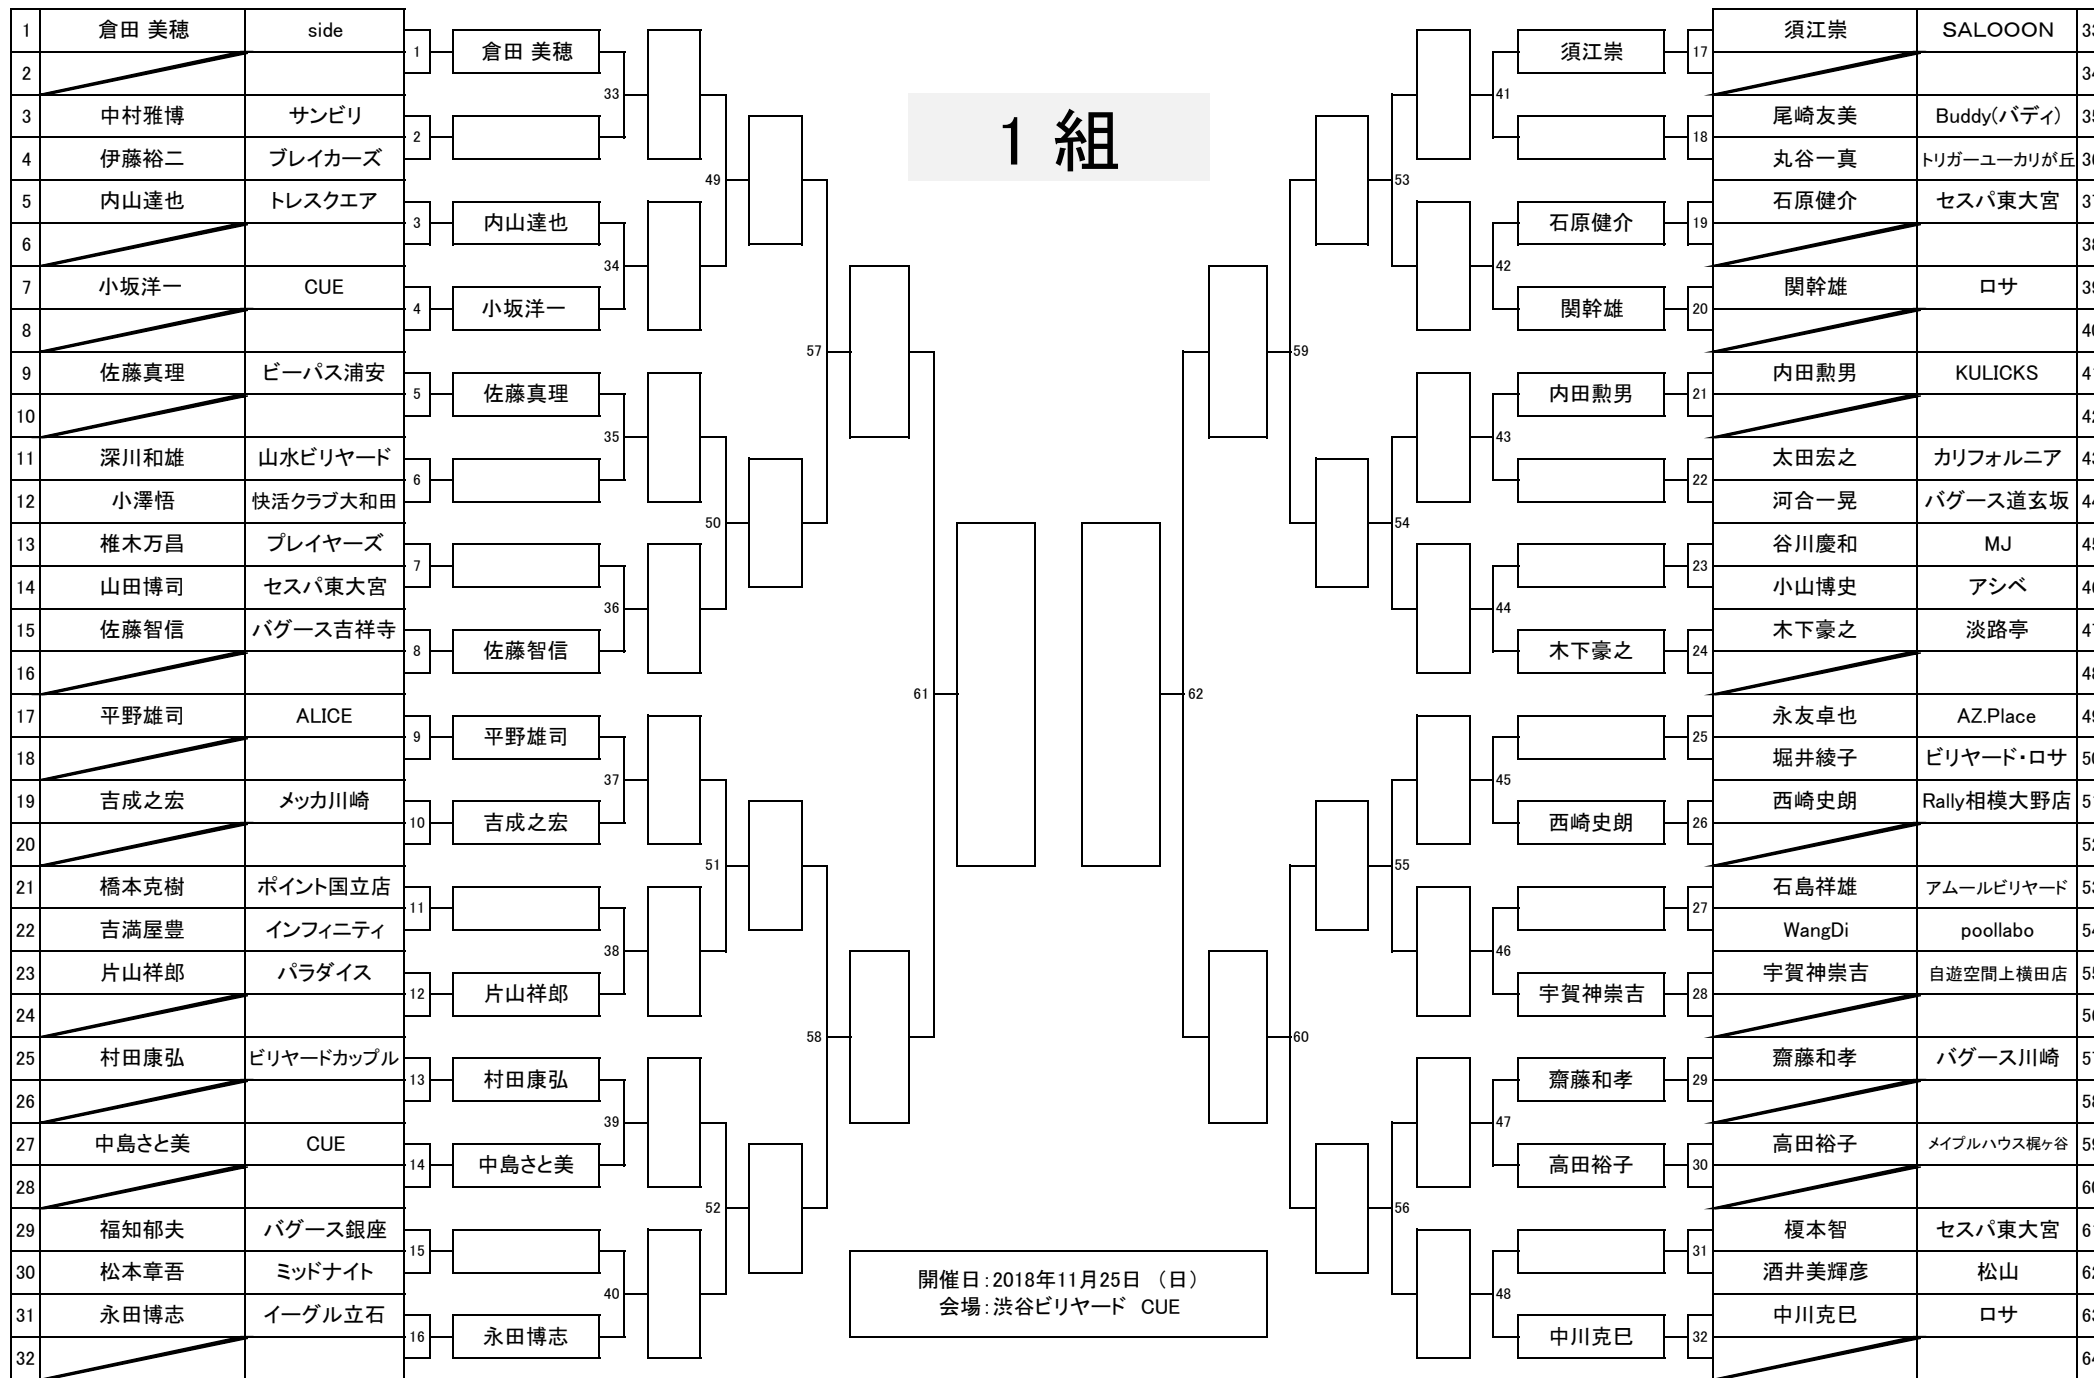 1 組
1 倉田 美穂 side
2
3 中村雅博 サンビリ
4 伊藤裕二 ブレイカーズ
5 内山達也 トレスクエア
6
7 小坂洋一 CUE
8
9 佐藤真理 ビーパス浦安
10
11 深川和雄 山水ビリヤード
12 小澤悟 快活クラブ大和田
13 椎木万昌 プレイヤーズ
14 山田博司 セスパ東大宮
15 佐藤智信 バグース吉祥寺
16
17 平野雄司 ALICE
18
19 吉成之宏 メッカ川崎
20
21 橋本克樹 ポイント国立店
22 吉満屋豊 インフィニティ
23 片山祥郎 パラダイス
24
25 村田康弘 ビリヤードカップル
26
27 中島さと美 CUE
28
29 福知郁夫 バグース銀座
30 松本章吾 ミッドナイト
31 永田博志 イーグル立石
32
1 倉田 美穂
2
3 内山達也
4 小坂洋一
5 佐藤真理
6
7
8 佐藤智信
9 平野雄司
10 吉成之宏
11
12 片山祥郎
13 村田康弘
14 中島さと美
15
16 永田博志
33
34
35
36
37
38
39
40
49
50
51
52
57
58
61
62
59
60
53
54
55
56
41
42
43
44
45
46
47
48
須江崇 17
18
石原健介 19
関幹雄 20
内田勲男 21
22
23
木下豪之 24
25
西崎史朗 26
27
宇賀神崇吉 28
齋藤和孝 29
高田裕子 30
31
中川克巳 32
須江崇 SALOOON
尾崎友美 Buddy(バディ)
丸谷一真 トリガーユーカリが丘
石原健介 セスパ東大宮
関幹雄 ロサ
内田勲男 KULICKS
太田宏之 カリフォルニア
河合一晃 バグース道玄坂
谷川慶和 MJ
小山博史 アシベ
木下豪之 淡路亭
永友卓也 AZ.Place
堀井綾子 ビリヤード・ロサ
西崎史朗 Rally相模大野店
石島祥雄 アムールビリヤード
WangDi poollabo
宇賀神崇吉 自遊空間上横田店
齋藤和孝 バグース川崎
高田裕子 メイプルハウス梶ヶ谷
榎本智 セスパ東大宮
酒井美輝彦 松山
中川克巳 ロサ
開催日：2018年11月25日 （日）
会場：渋谷ビリヤード CUE